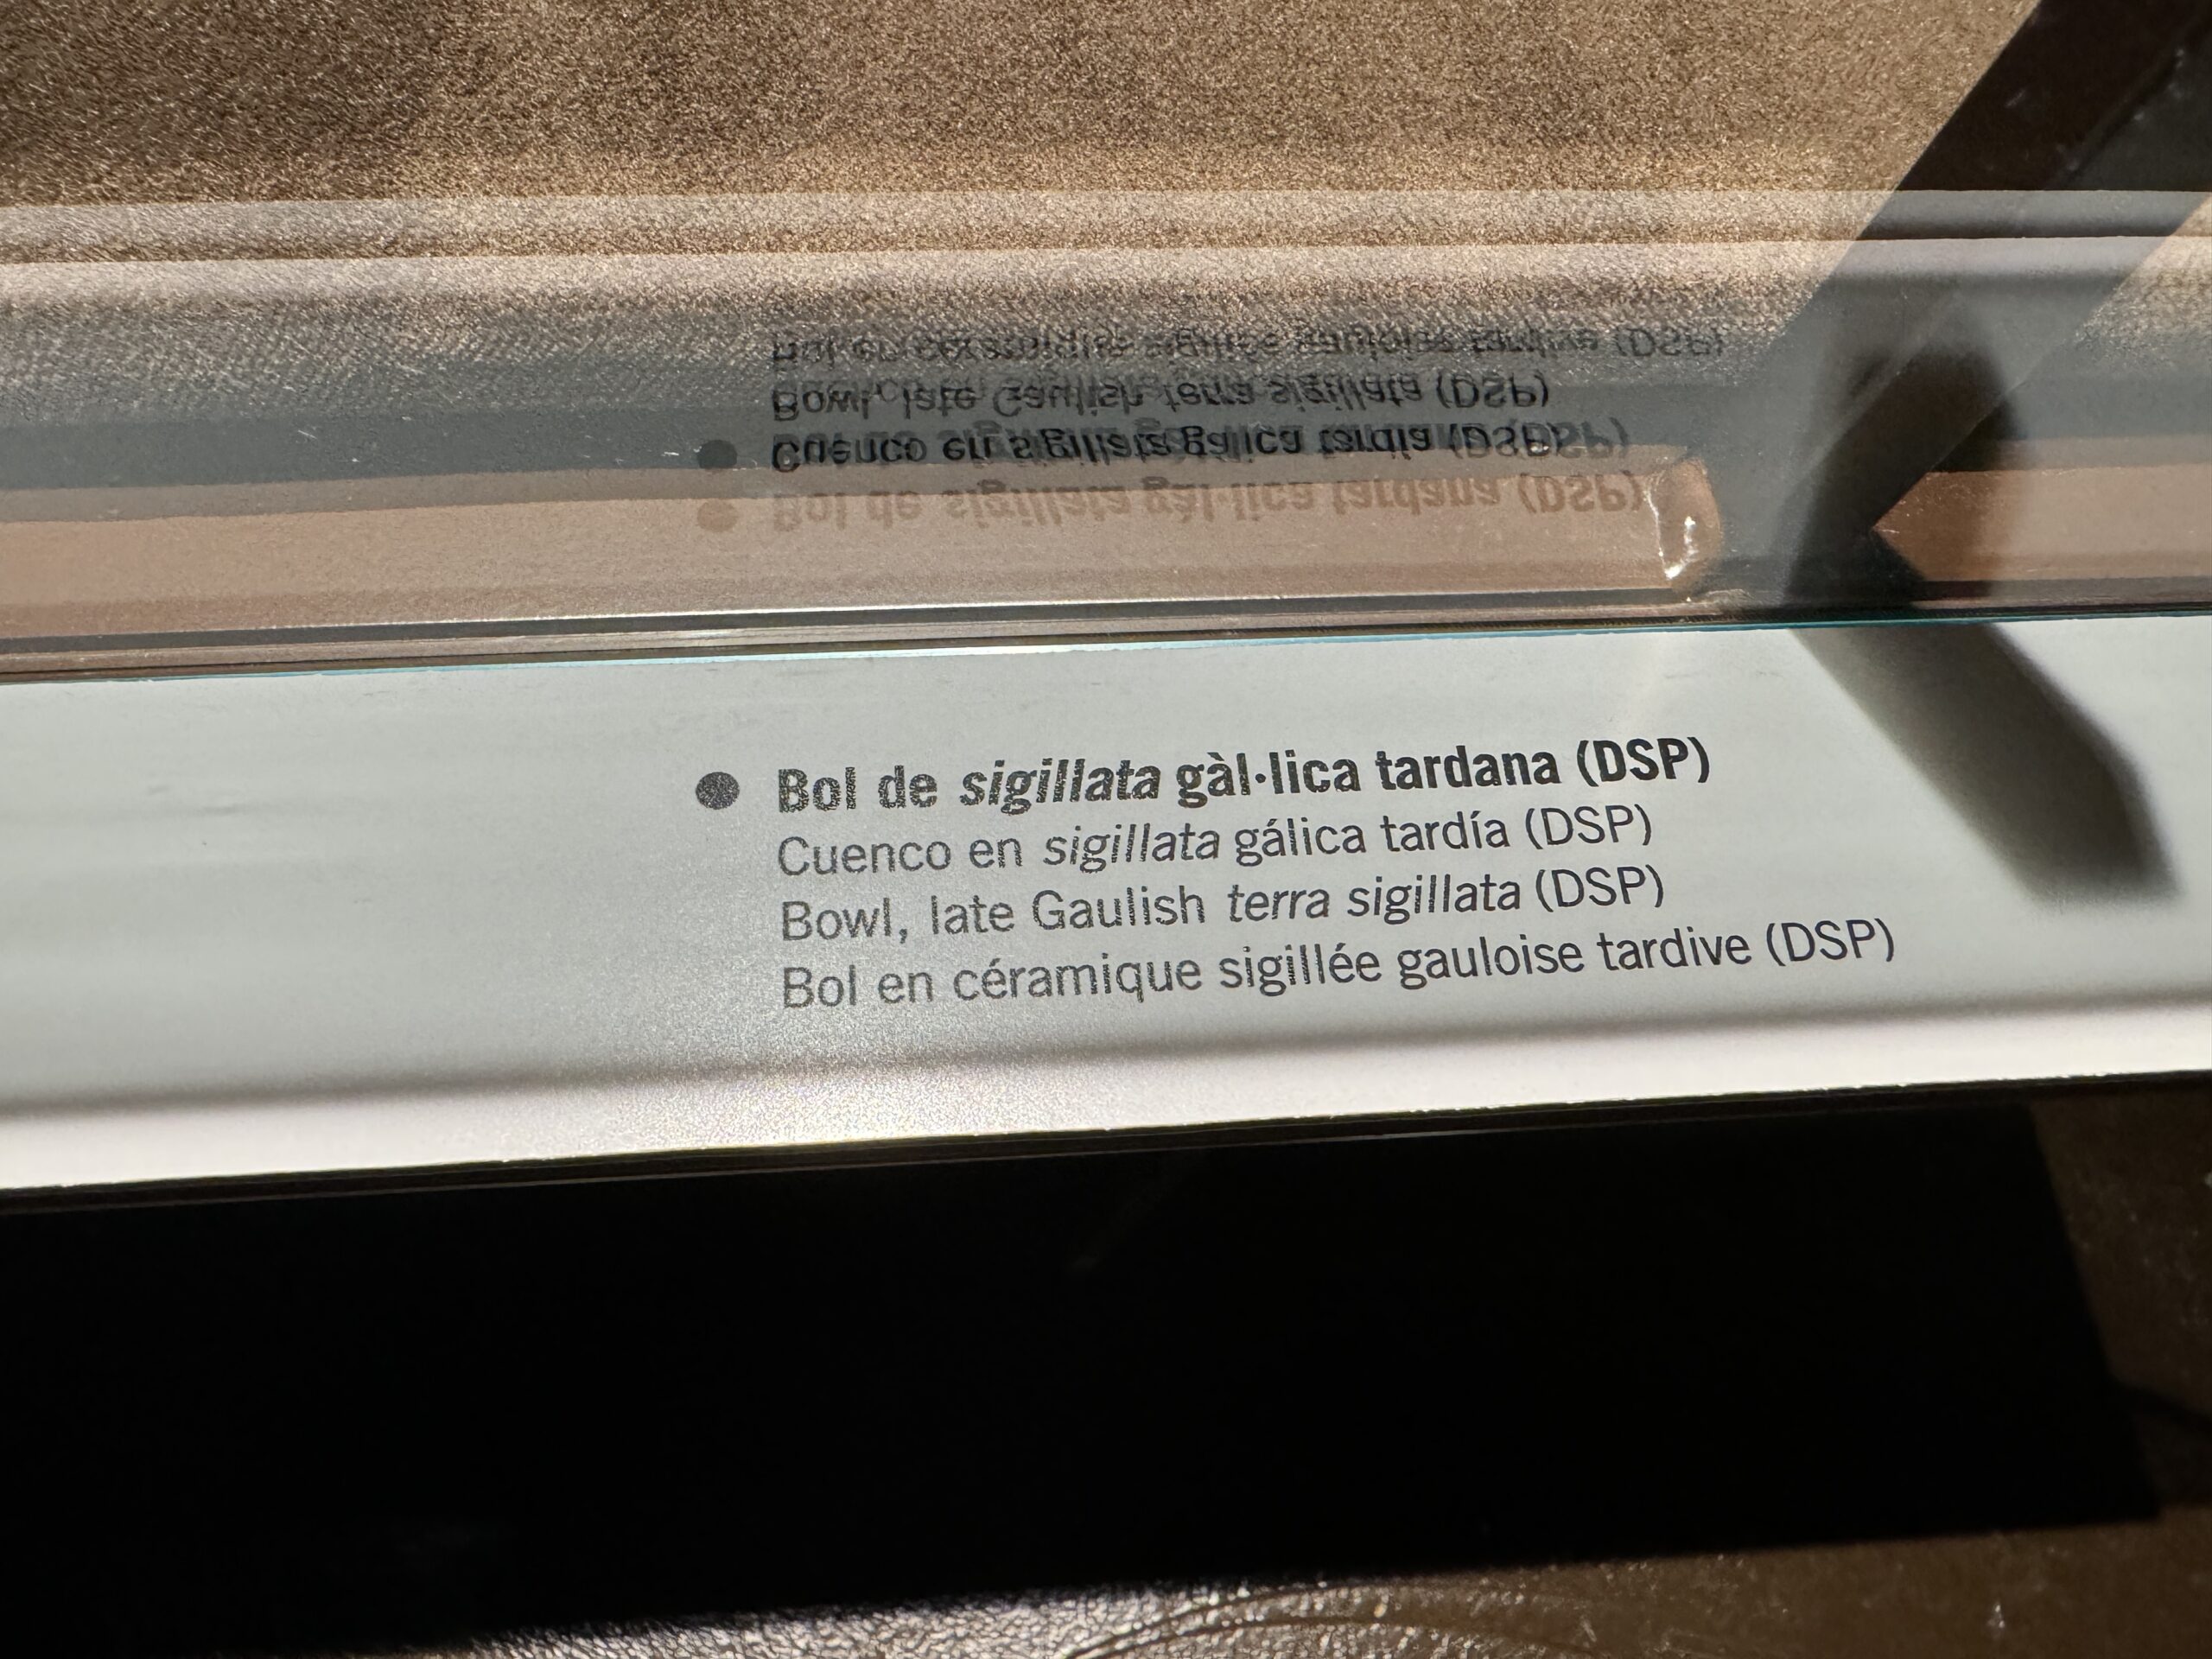 ● Bol de sigillata gàl·lica tardana (DSP)
Cuenco en sigillata gálica tardía (DSP)
Bowl, late Gaulish terra sigillata (DSP)
Bol en céramique sigillée gauloise tardive (DSP)